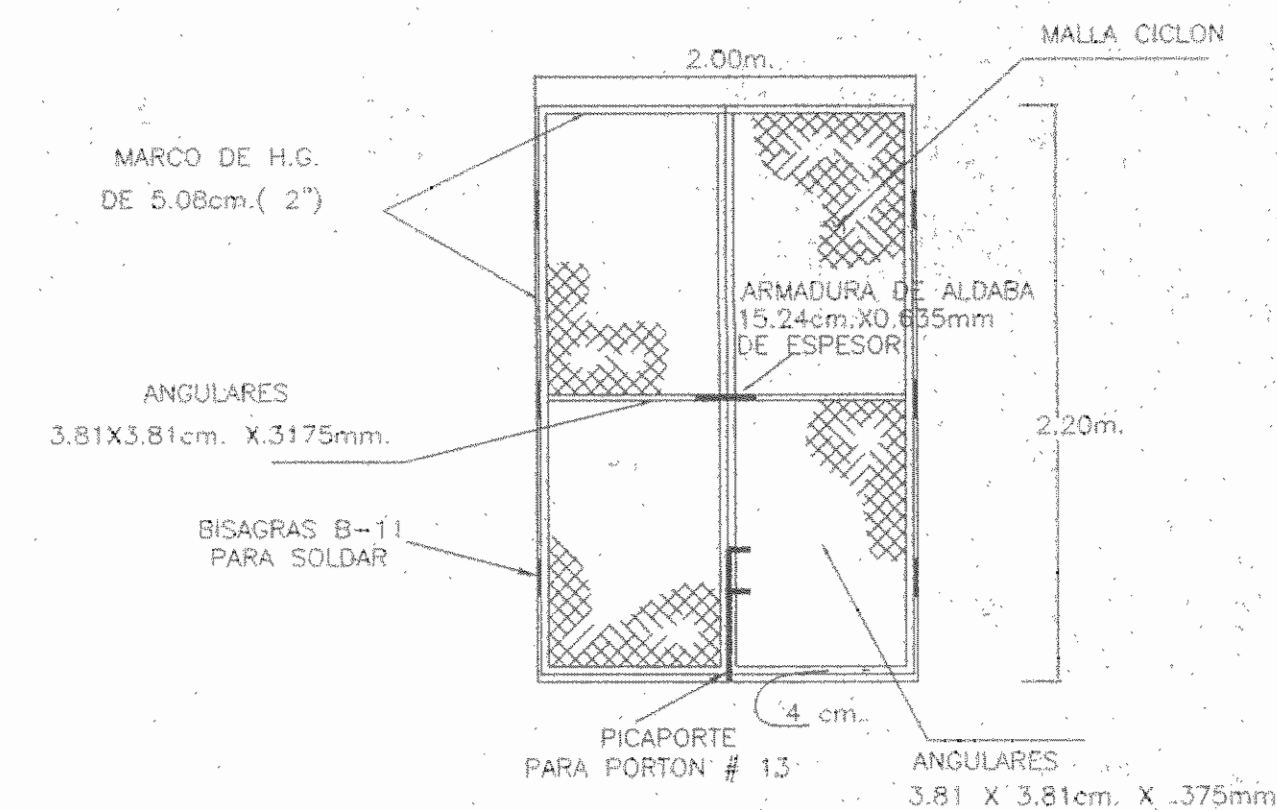 MALLA CICLON
2.00m.
MARCO DE H.G.
DE 5.08cm.( 2")
ARMADURA DE ALDABA
15.24cm.X0.635mm
DE ESPESOR
ANGULARES
3.81X3.81cm. X.3175mm.
2.20m.
BISAGRAS B-11
PARA SOLDAR
4 cm.
PICAPORTE
PARA PORTON # 13
ANGULARES
3.81 X 3.81cm. X .375mm